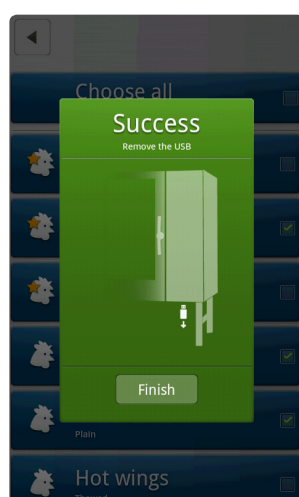 Choose all
Success
Remove the USB
Finish
Plain
Hot wings